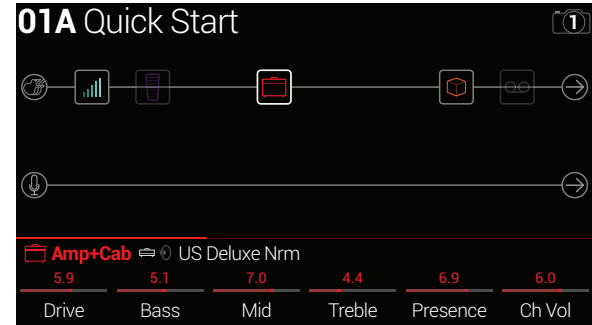 01A Quick Start
1
Amp+Cab US Deluxe Nrm
5.9 5.1 7.0 4.4 6.9 6.0
Drive Bass Mid Treble Presence Ch Vol